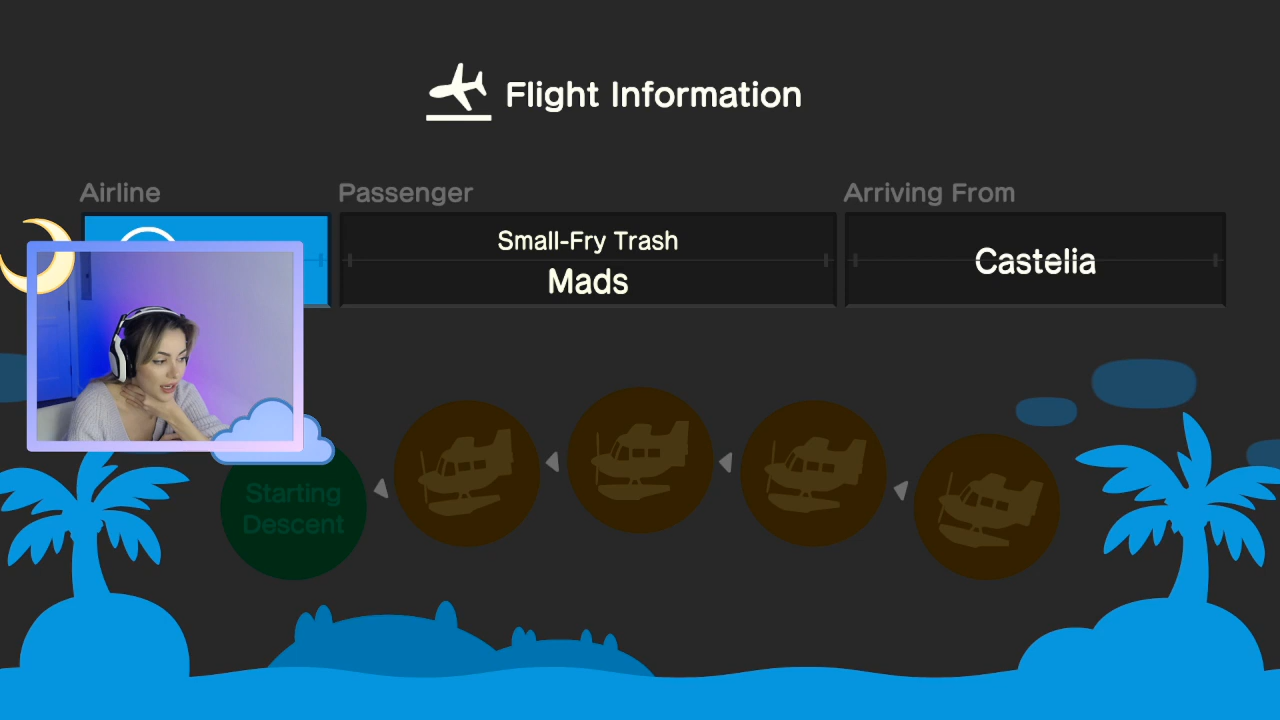 Flight Information
Airline
Passenger
Arriving From
Small-Fry Trash
Mads
Castelia
Starting
Descent